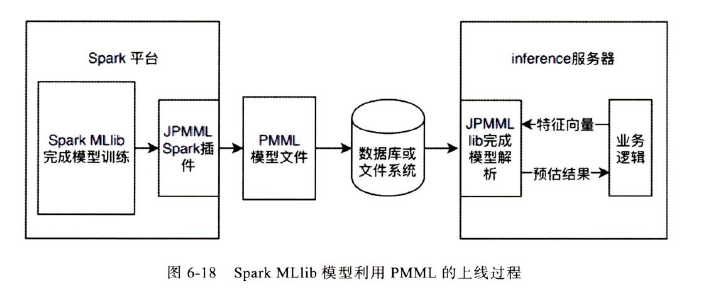 Spark 平台
Spark MLlib
完成模型训练
JPMML
Spark插
件
PMML
模型文件
数据库或
文件系统
inference服务器
JPMML
lib完成
模型解
析
特征向量
预估结果
业务
逻辑
图 6-18 Spark MLlib 模型利用 PMML 的上线过程